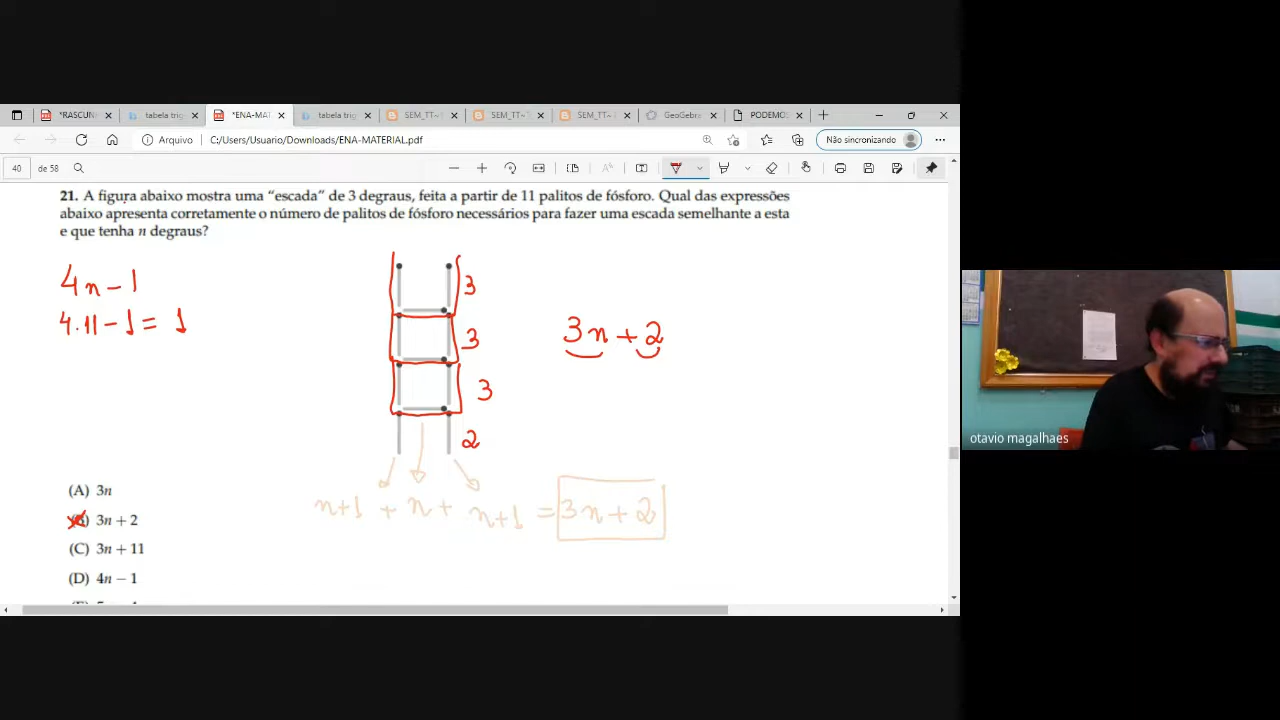 *RASCUN
tabela trig
*ENA-MAT
tabela trig
SEM_TT~
SEM_TT~
SEM_TT~
GeoGebra
PODEMOS
Arquivo
C:/Users/Usuario/Downloads/ENA-MATERIAL.pdf
Não sincronizando
40 de 58
21. A figura abaixo mostra uma “escada” de 3 degraus, feita a partir de 11 palitos de fósforo. Qual das expressões
abaixo apresenta corretamente o número de palitos de fósforo necessários para fazer uma escada semelhante a esta
e que tenha n degraus?
4n - 1
4.11 - 1 = 1
3
3
3
2
3n + 2
n+1 + n + n+1 = 3n + 2
(A) 3n
(B) 3n + 2
(C) 3n + 11
(D) 4n − 1
otavio magalhaes